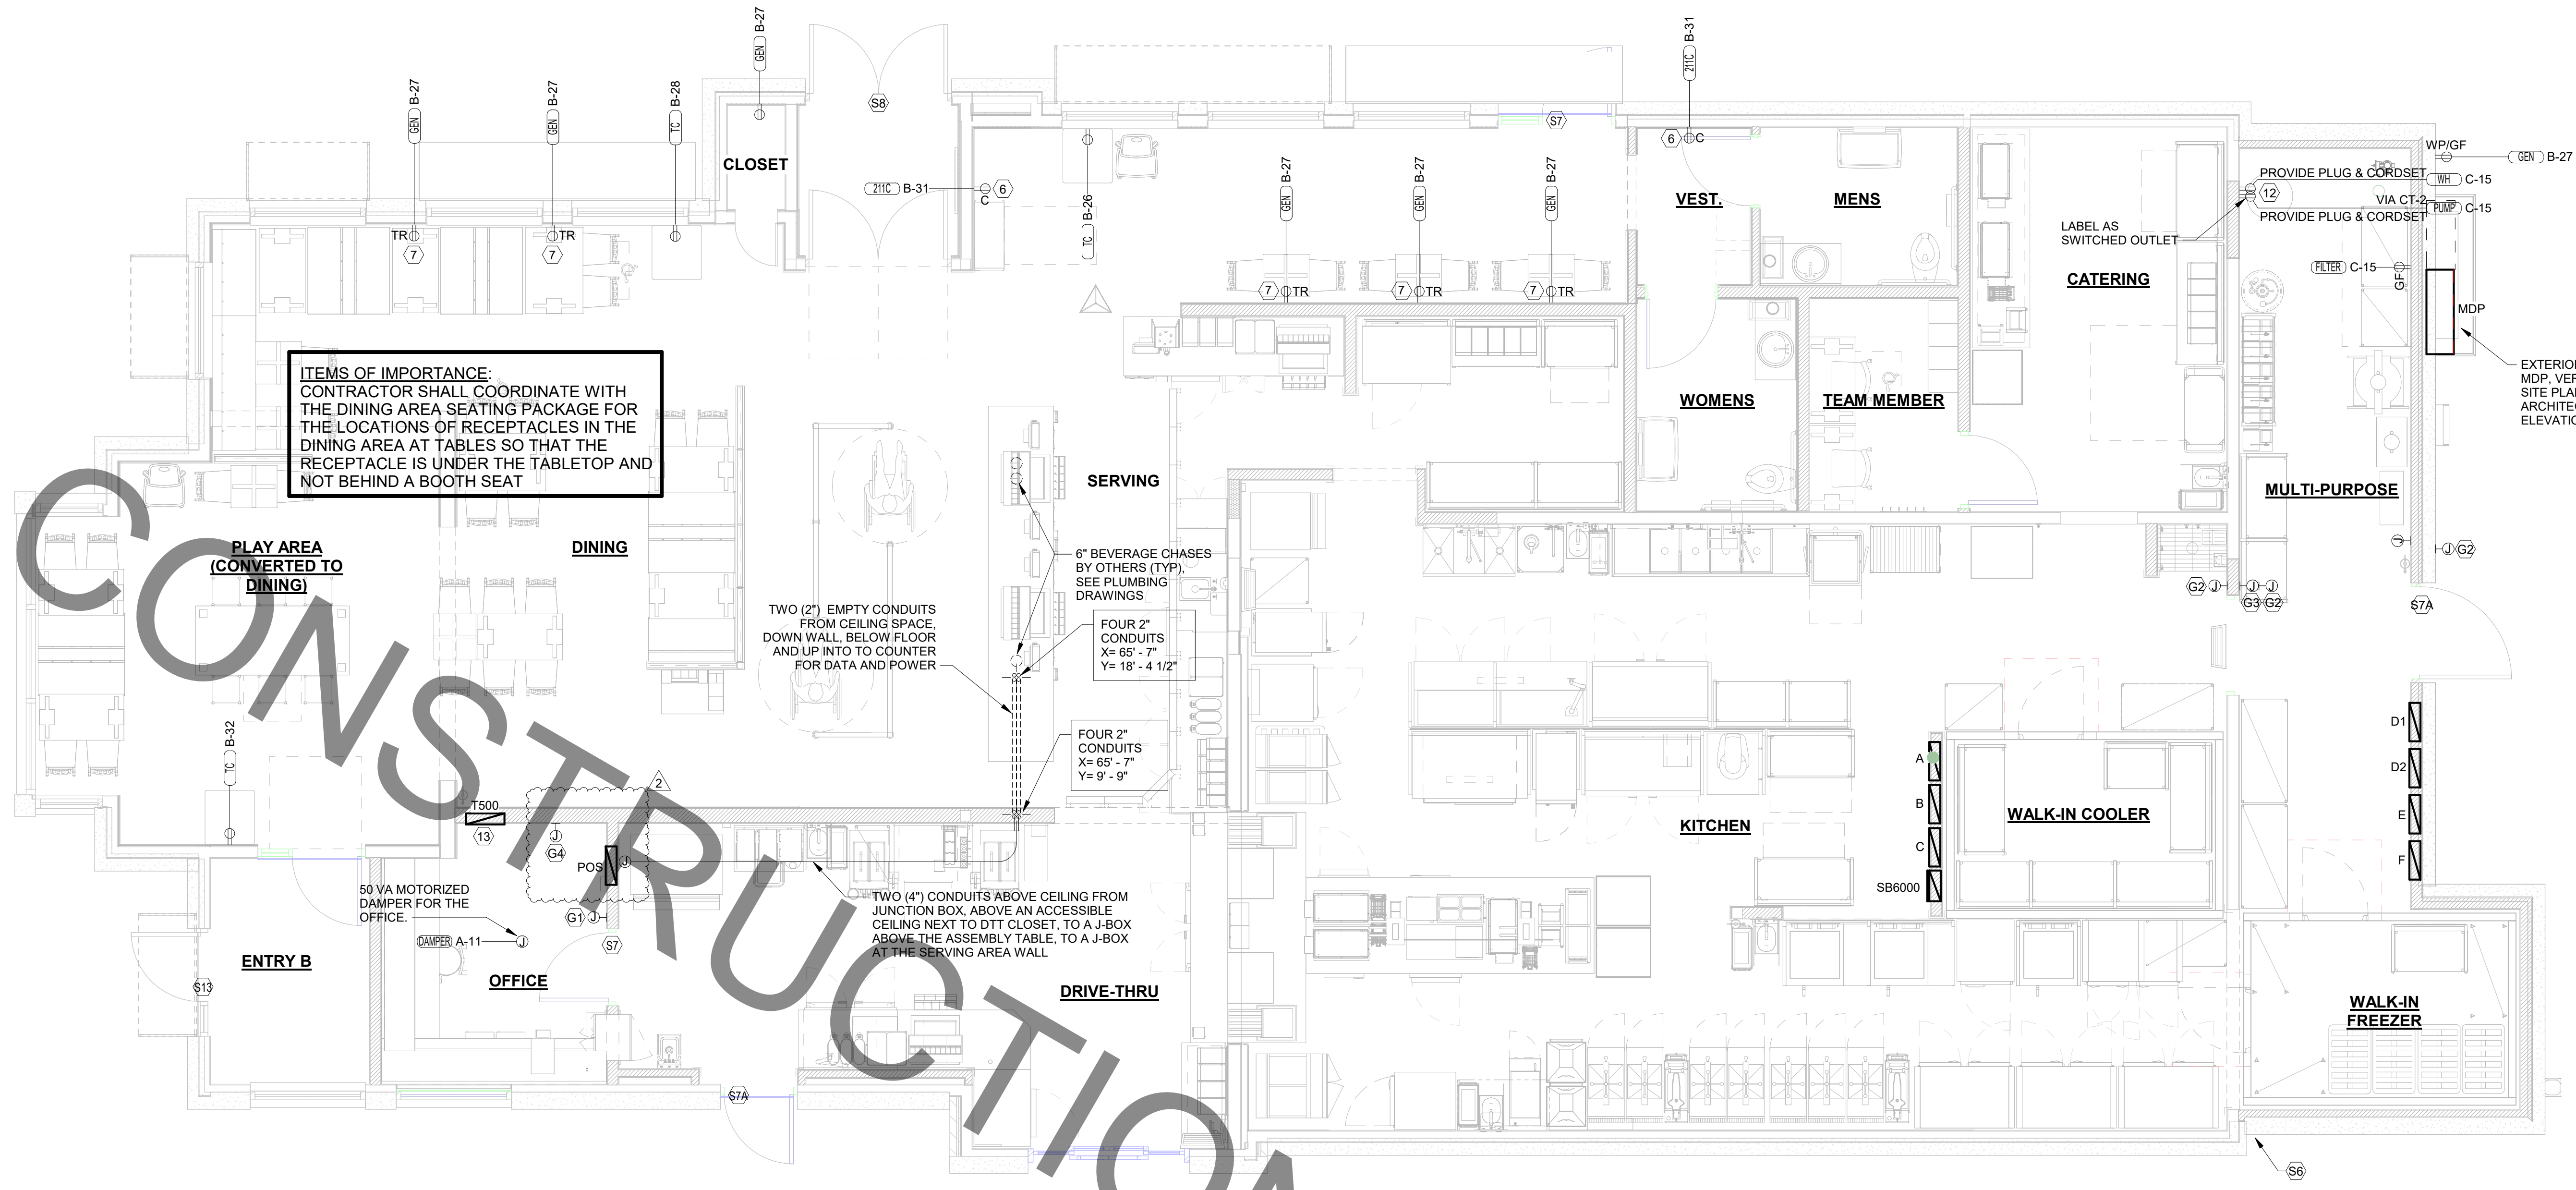 GEN B-27
GEN B-27
GEN B-27
TC B-28
S8
CLOSET
TR
7
7
TR
211C B-31
6
C
TC B-26
S7
211C B-31
6
C
GEN B-27
GEN B-27
GEN B-27
7
TR
7
TR
7
TR
VEST.
MENS
WOMENS
TEAM MEMBER
CATERING
WP/GF
GEN B-27
PROVIDE PLUG & CORDSET
WH C-15
12
VIA CT-2
PUMP C-15
PROVIDE PLUG & CORDSET
LABEL AS
SWITCHED OUTLET
FILTER C-15
GF
MDP
EXTERIOR
MDP, VER
SITE PLAN
ARCHITEC
ELEVATIO
ITEMS OF IMPORTANCE:
CONTRACTOR SHALL COORDINATE WITH
THE DINING AREA SEATING PACKAGE FOR
THE LOCATIONS OF RECEPTACLES IN THE
DINING AREA AT TABLES SO THAT THE
RECEPTACLE IS UNDER THE TABLETOP AND
NOT BEHIND A BOOTH SEAT
SERVING
MULTI-PURPOSE
PLAY AREA
(CONVERTED TO
DINING)
DINING
6" BEVERAGE CHASES
BY OTHERS (TYP),
SEE PLUMBING
DRAWINGS
TWO (2") EMPTY CONDUITS
FROM CEILING SPACE,
DOWN WALL, BELOW FLOOR
AND UP INTO TO COUNTER
FOR DATA AND POWER
FOUR 2"
CONDUITS
X= 65' - 7"
Y= 18' - 4 1/2"
FOUR 2"
CONDUITS
X= 65' - 7"
Y= 9' - 9"
J
J G2
G2 J
J J
G3 G2
S7A
TC B-32
T500
13
2
J
G4
POS J
G1 J
S7
50 VA MOTORIZED
DAMPER FOR THE
OFFICE.
DAMPER A-11 J
TWO (4") CONDUITS ABOVE CEILING FROM
JUNCTION BOX, ABOVE AN ACCESSIBLE
CEILING NEXT TO DTT CLOSET, TO A J-BOX
ABOVE THE ASSEMBLY TABLE, TO A J-BOX
AT THE SERVING AREA WALL
A
B
C
SB6000
D1
D2
E
F
KITCHEN
WALK-IN COOLER
ENTRY B
S13
OFFICE
DRIVE-THRU
WALK-IN
FREEZER
S7A
S6
CONSTRUCTION